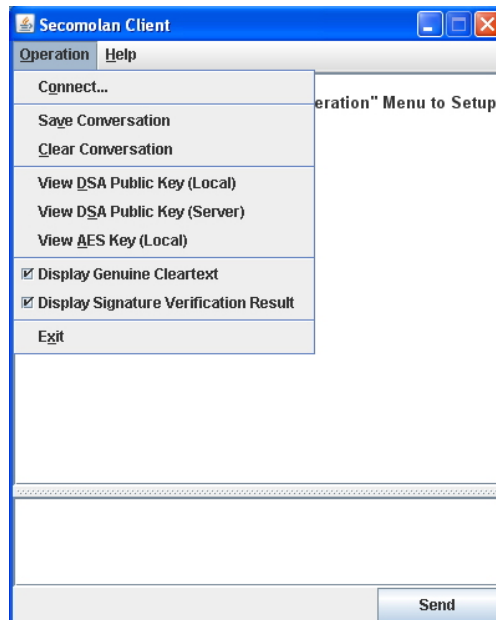 Secomolan Client
Operation Help
Connect...
eration" Menu to Setup
Save Conversation
Clear Conversation
View DSA Public Key (Local)
View DSA Public Key (Server)
View AES Key (Local)
Display Genuine Cleartext
Display Signature Verification Result
Exit
Send